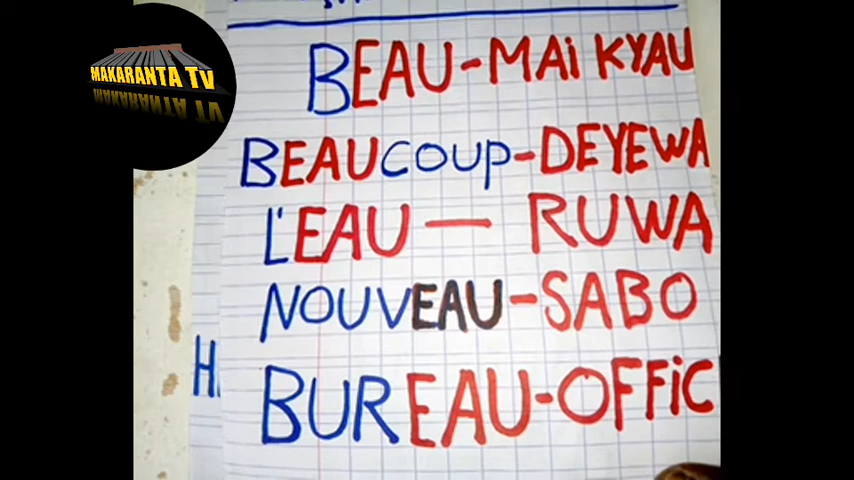 MAKARANTA TV
BEAU-MAi KYAU
BEAUCOUP-DEYEWA
L'EAU — RUWA
NOUVEAU-SABO
BUREAU-OFFiC
H